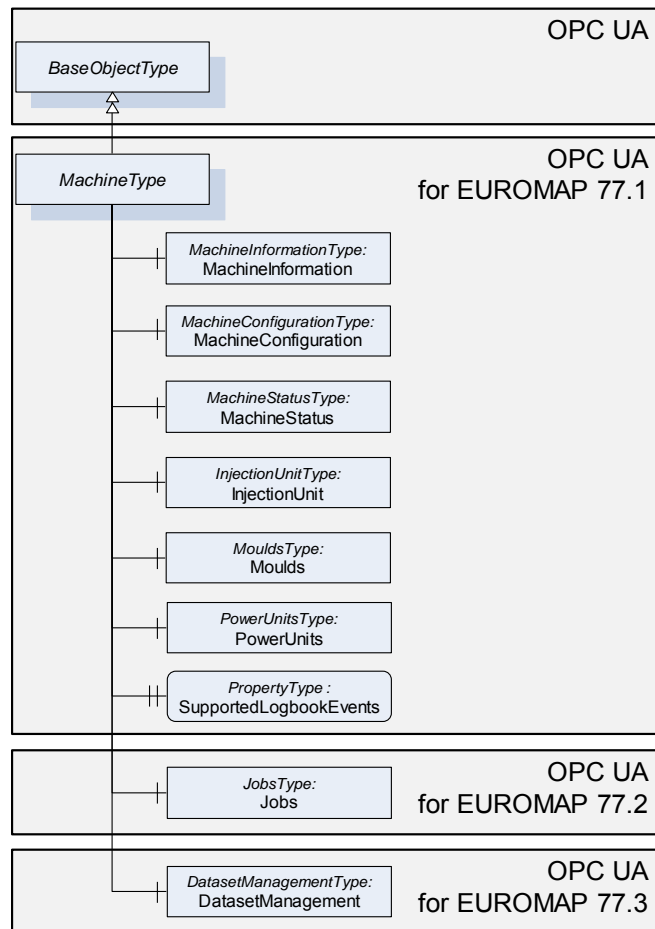 OPC UA
BaseObjectType
OPC UA
for EUROMAP 77.1
MachineType
MachineInformationType:
MachineInformation
MachineConfigurationType:
MachineConfiguration
MachineStatusType:
MachineStatus
InjectionUnitType:
InjectionUnit
MouldsType:
Moulds
PowerUnitsType:
PowerUnits
PropertyType :
SupportedLogbookEvents
OPC UA
for EUROMAP 77.2
JobsType:
Jobs
OPC UA
for EUROMAP 77.3
DatasetManagementType:
DatasetManagement